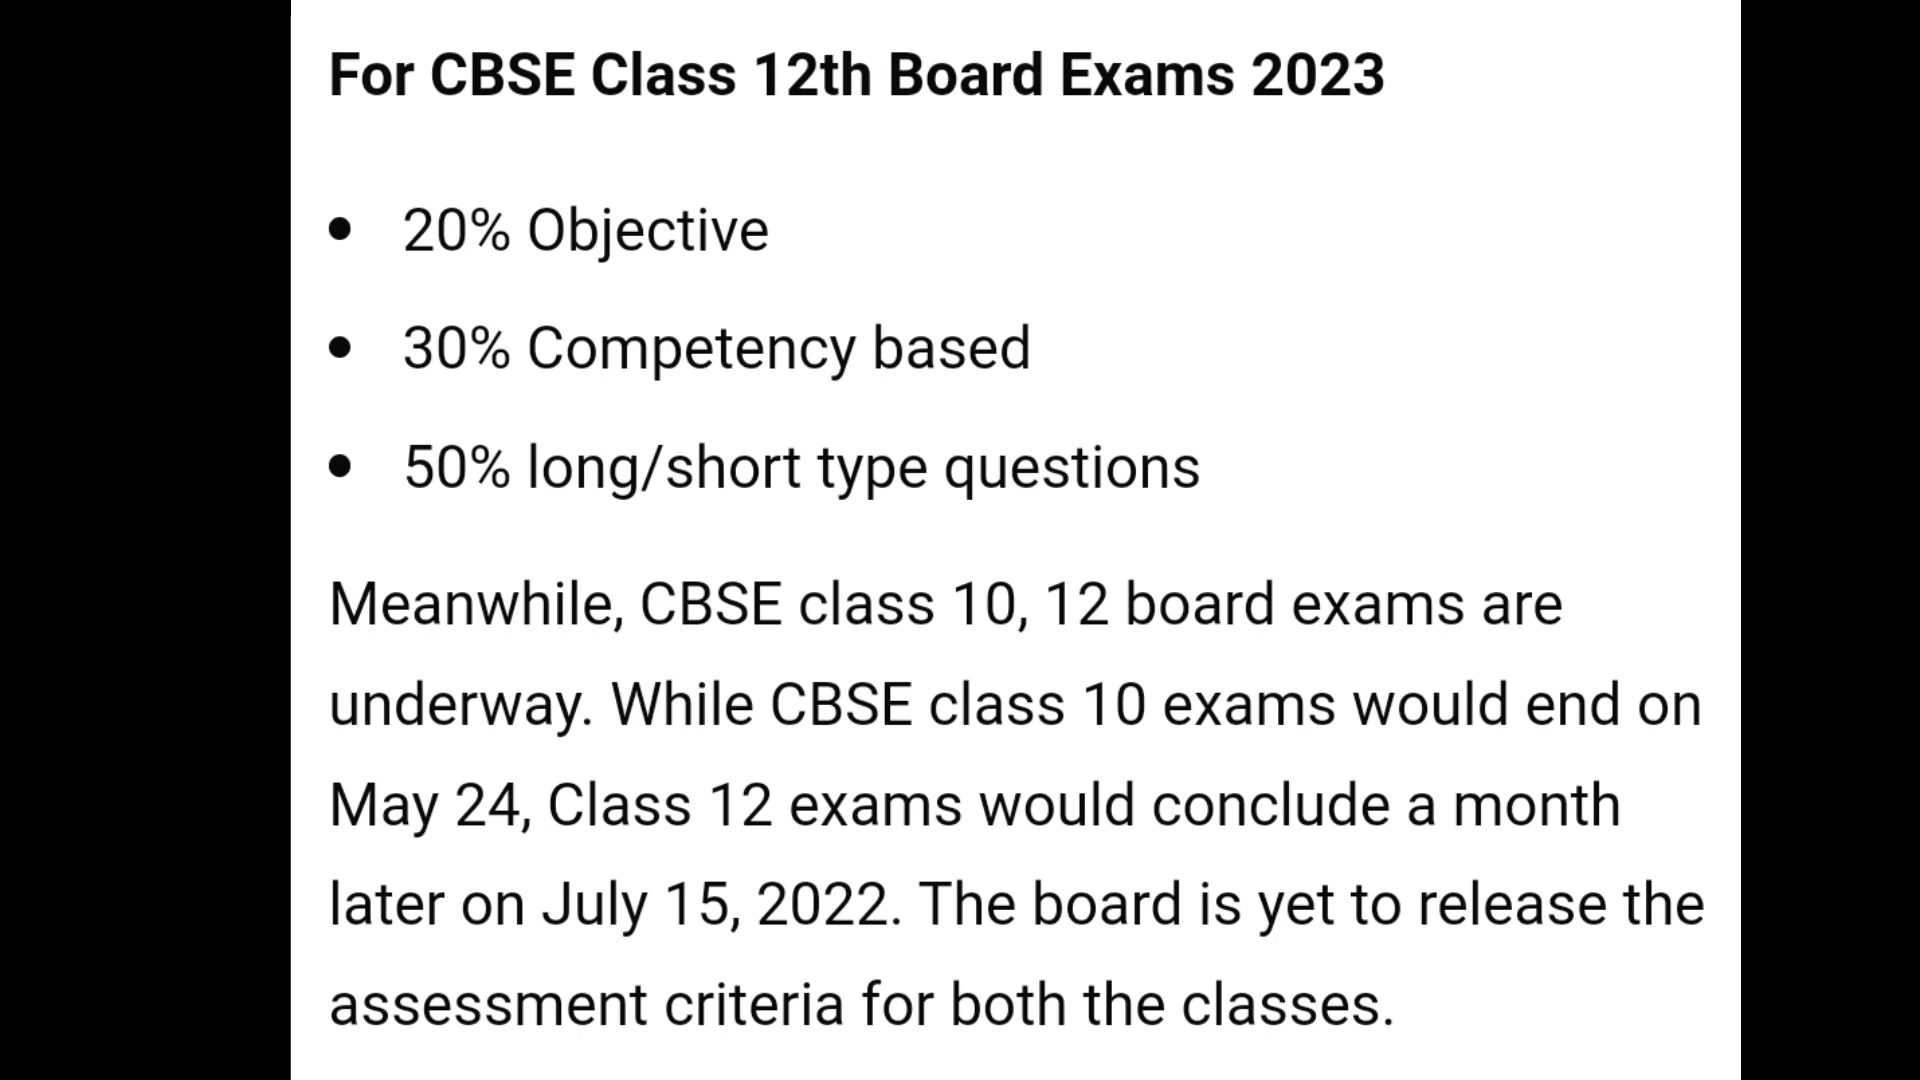 For CBSE Class 12th Board Exams 2023
• 20% Objective
• 30% Competency based
• 50% long/short type questions
Meanwhile, CBSE class 10, 12 board exams are
underway. While CBSE class 10 exams would end on
May 24, Class 12 exams would conclude a month
later on July 15, 2022. The board is yet to release the
assessment criteria for both the classes.